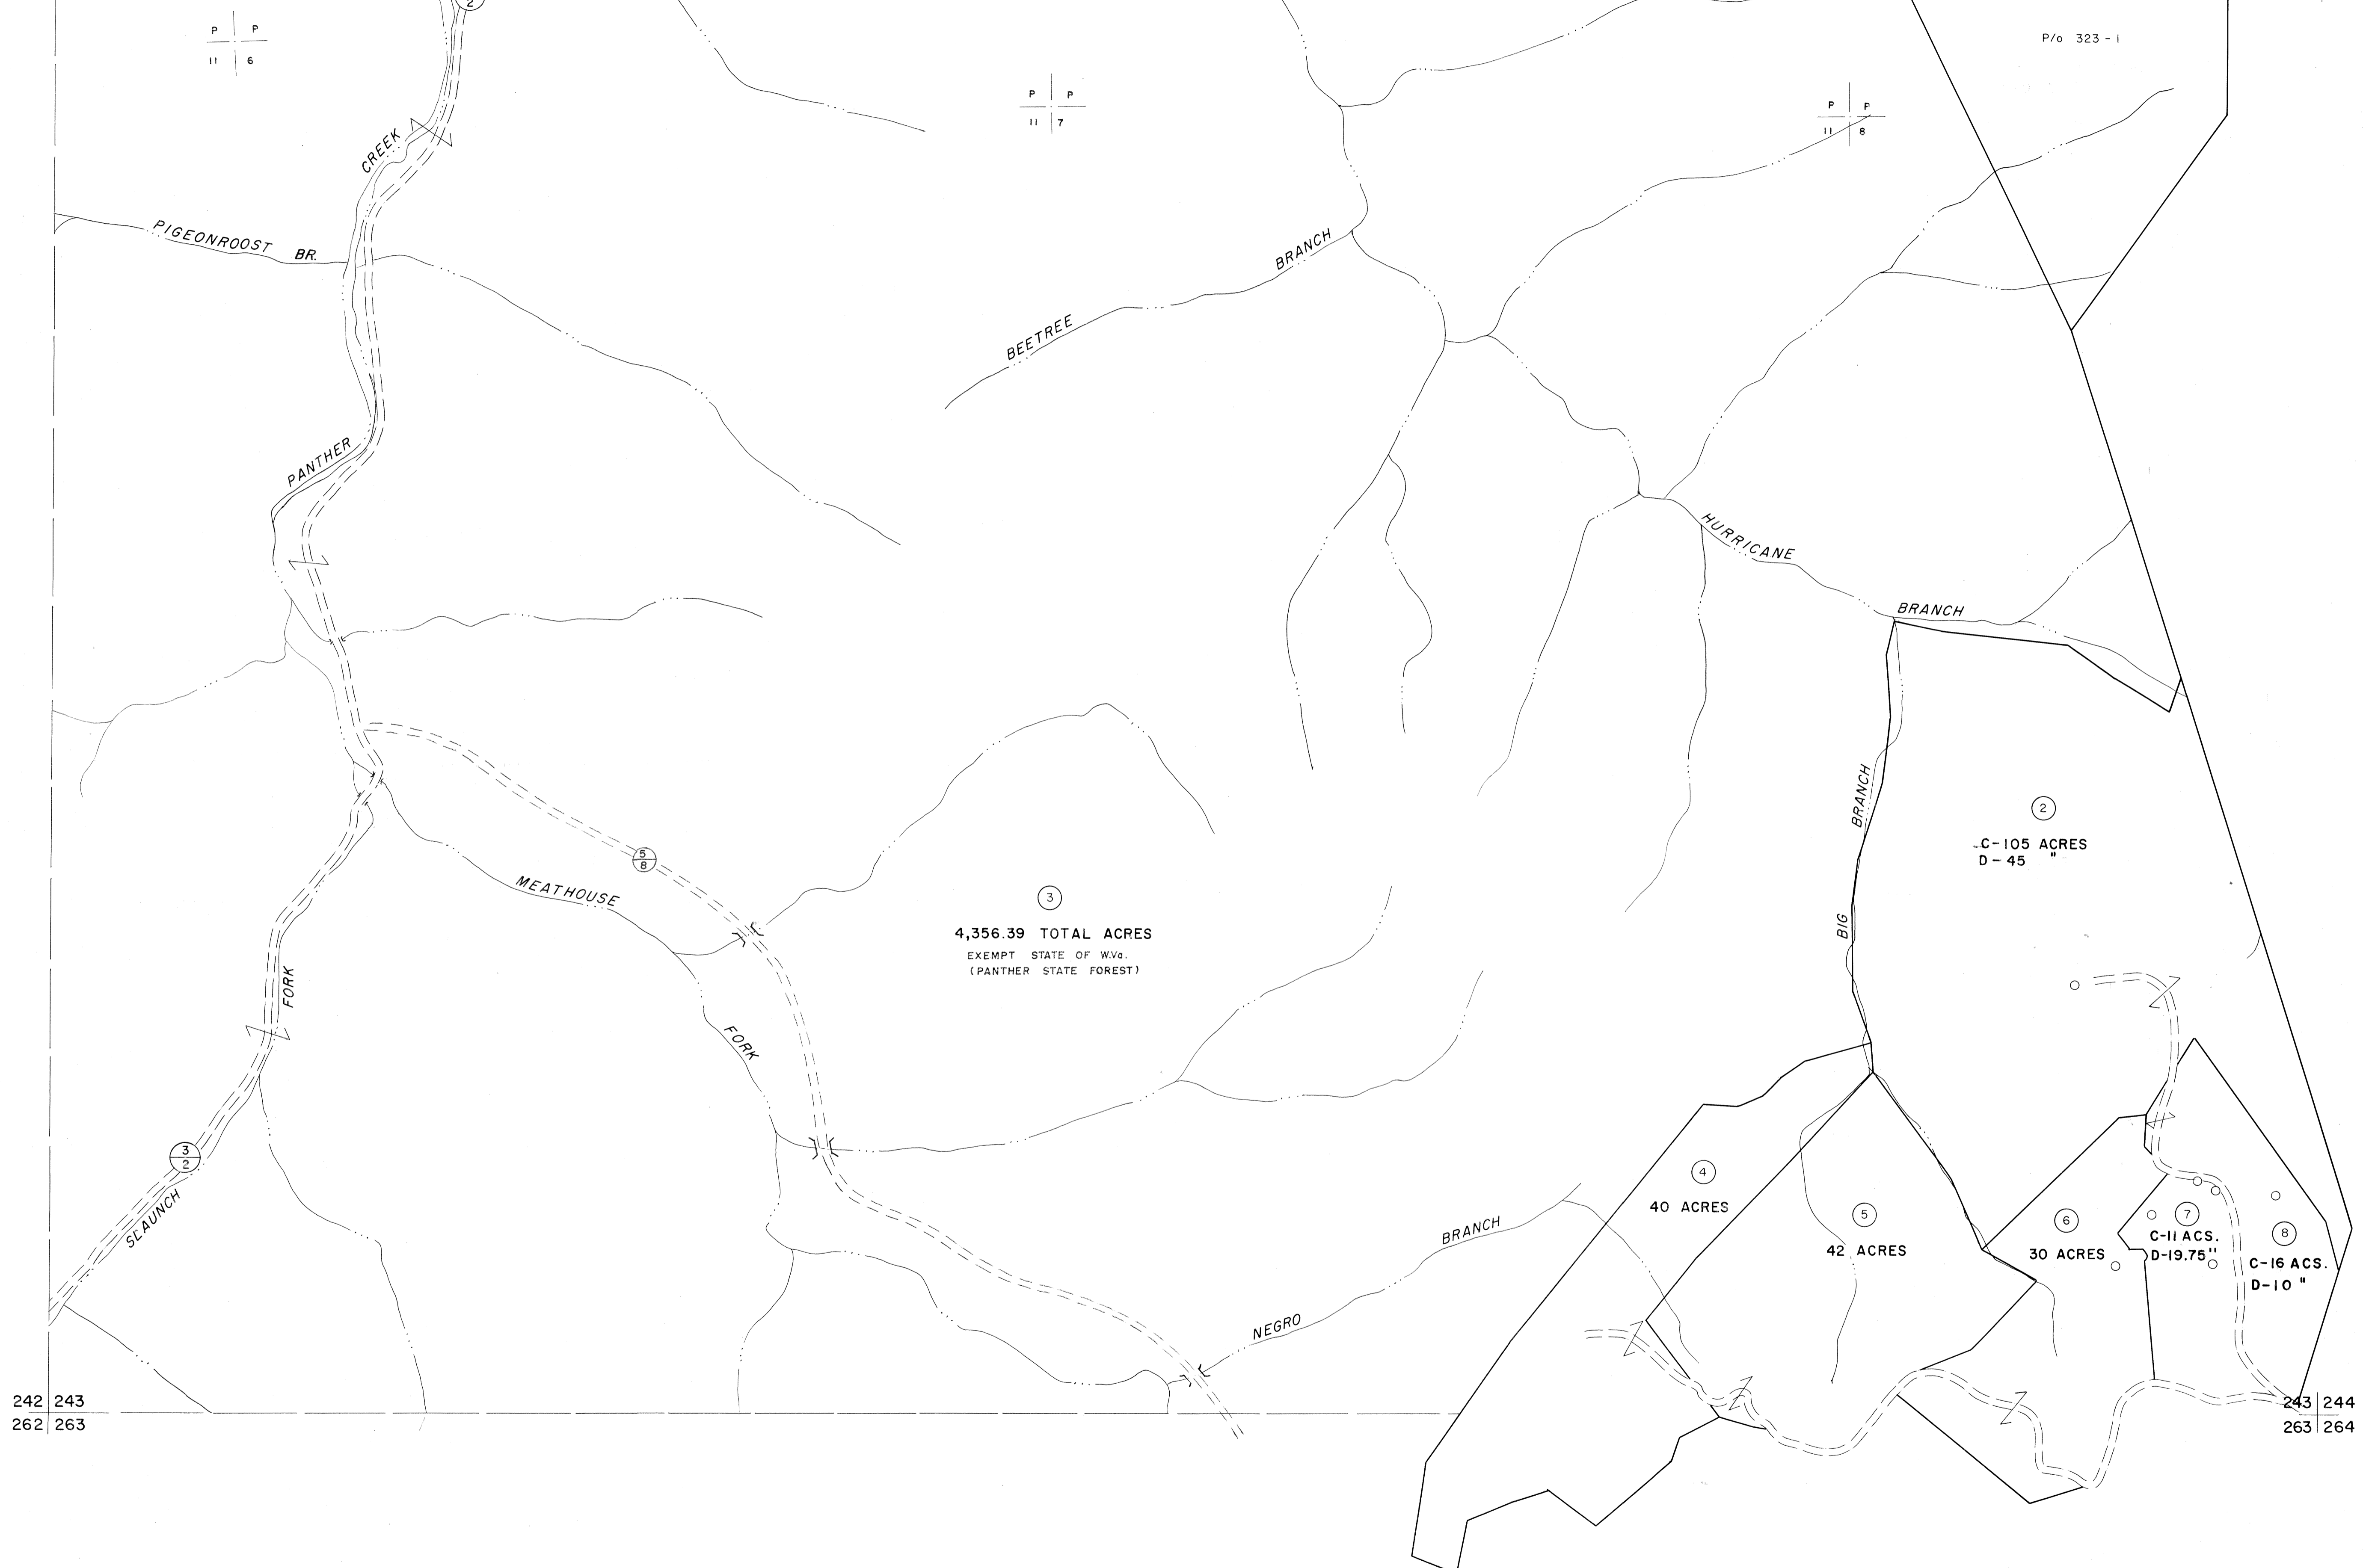 2
P P
11 6
P P
11 7
P P
11 8
P/o 323-1
CREEK
PIGEONROOST BR.
BRANCH
BEETREE
PANTHER
HURRICANE
BRANCH
BRANCH
BIG
2
C-105 ACRES
D-45 "
5
8
MEATHOUSE
FORK
3
4,356.39 TOTAL ACRES
EXEMPT STATE OF W.Va.
(PANTHER STATE FOREST)
FORK
3
2
SLAUNCH
4
40 ACRES
5
42 ACRES
6
30 ACRES
7
C-11 ACS.
D-19.75"
8
C-16 ACS.
D-10 "
BRANCH
NEGRO
242 243
262 263
243 244
263 264